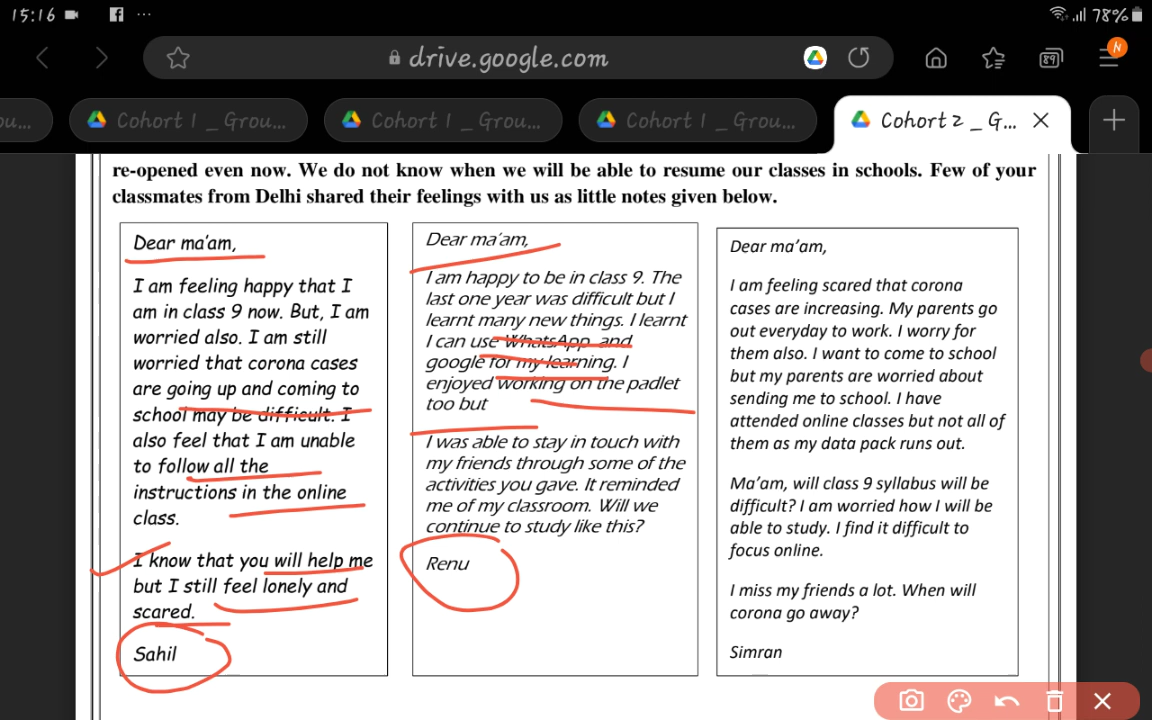 15:16 ...
78%
drive.google.com
89
N
ou...
Cohort 1 _ Grou...
Cohort 1 _ Grou...
Cohort 1 _ Grou...
Cohort 2 _ G...
re-opened even now. We do not know when we will be able to resume our classes in schools. Few of your
classmates from Delhi shared their feelings with us as little notes given below.
Dear ma'am,
I am feeling happy that I
am in class 9 now. But, I am
worried also. I am still
worried that corona cases
are going up and coming to
school may be difficult. I
also feel that I am unable
to follow all the
instructions in the online
class.
I know that you will help me
but I still feel lonely and
scared.
Sahil
Dear ma'am,
I am happy to be in class 9. The
last one year was difficult but I
learnt many new things. I learnt
I can use WhatsApp and
google for my learning. I
enjoyed working on the padlet
too but
I was able to stay in touch with
my friends through some of the
activities you gave. It reminded
me of my classroom. Will we
continue to study like this?
Renu
Dear ma'am,
I am feeling scared that corona
cases are increasing. My parents go
out everyday to work. I worry for
them also. I want to come to school
but my parents are worried about
sending me to school. I have
attended online classes but not all of
them as my data pack runs out.
Ma'am, will class 9 syllabus will be
difficult? I am worried how I will be
able to study. I find it difficult to
focus online.
I miss my friends a lot. When will
corona go away?
Simran